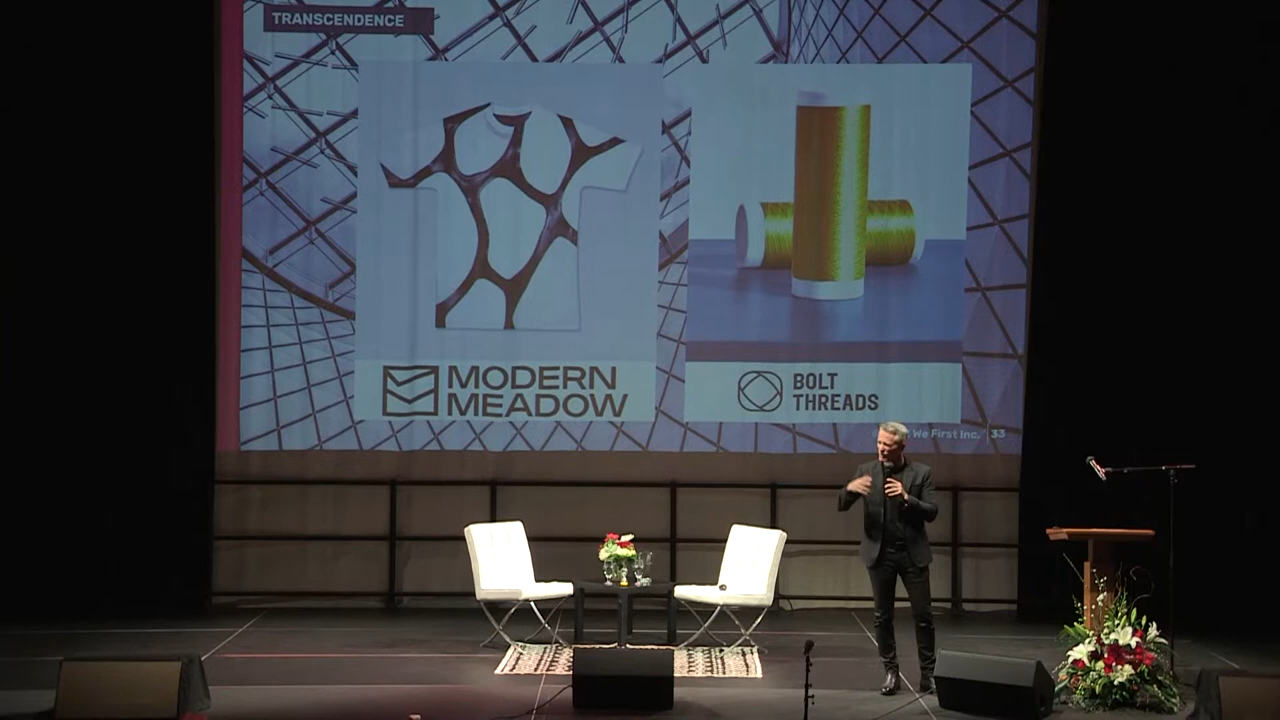 TRANSCENDENCE
MODERN
MEADOW
BOLT
THREADS
We First Inc. 33